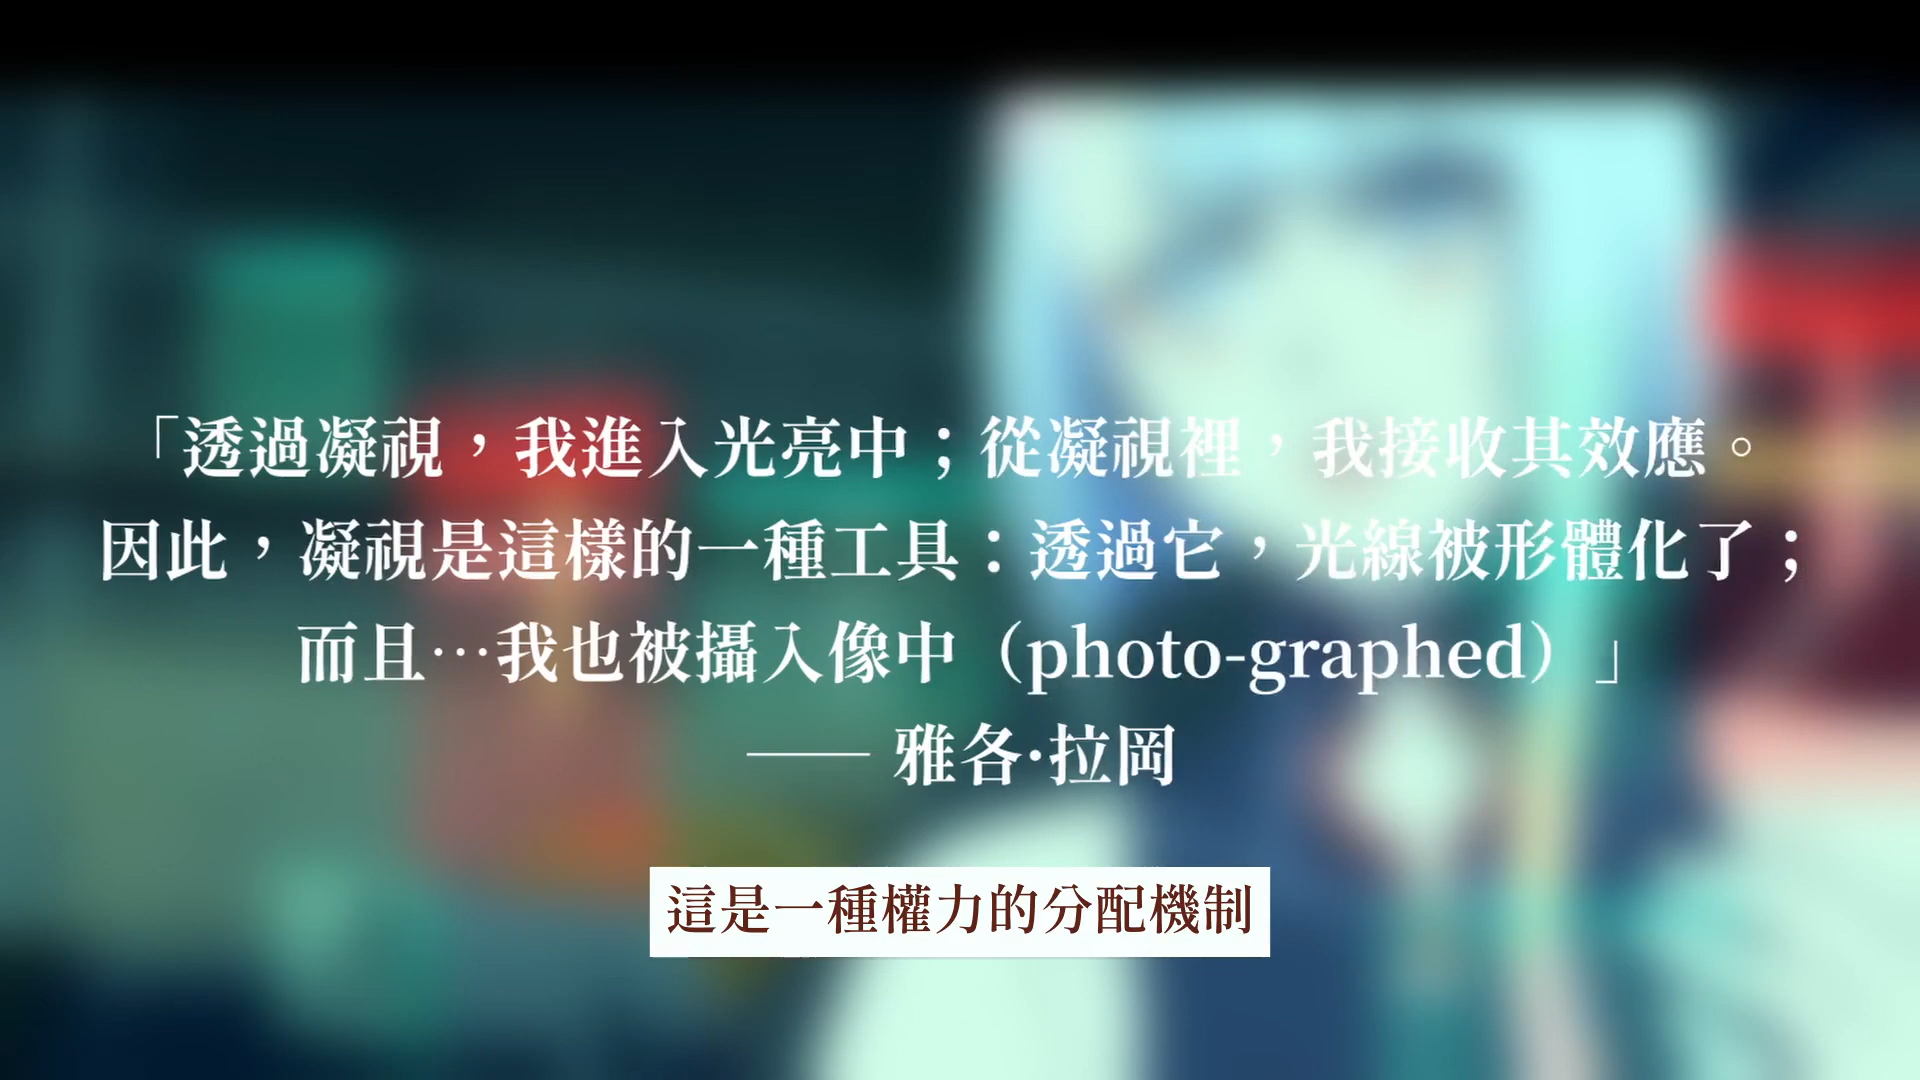 「透過凝視，我進入光亮中；從凝視裡，我接收其效應。
因此，凝視是這樣的一種工具：透過它，光線被形體化了；
而且…我也被攝入像中（photo-graphed）」
—— 雅各·拉岡
這是一種權力的分配機制